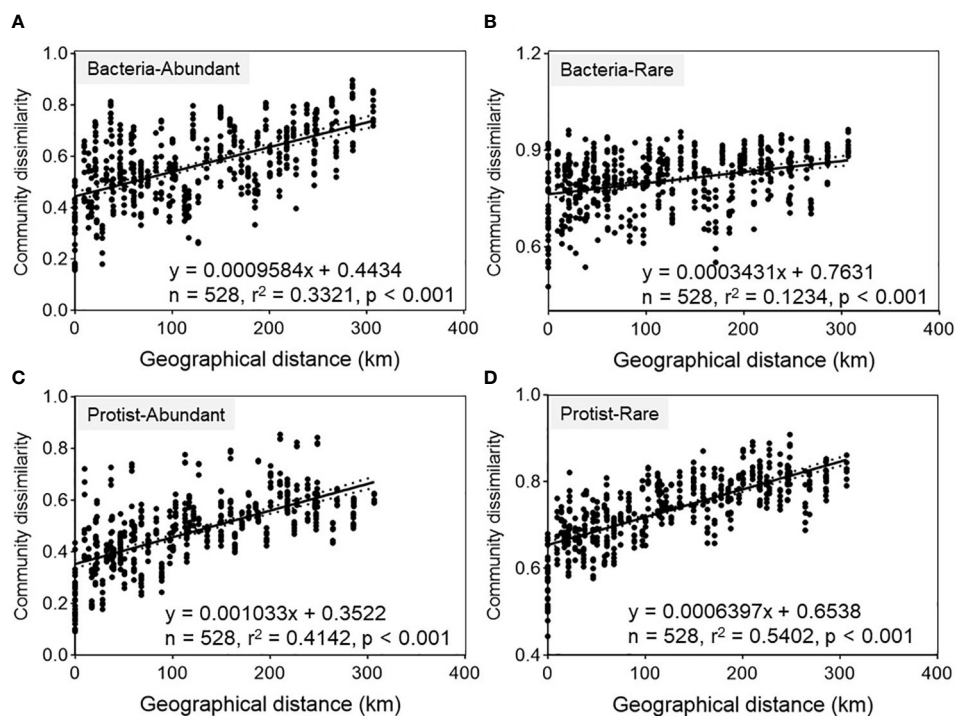 A
Bacteria-Abundant
Community dissimilarity
1.0
0.8
0.6
0.4
0.2
0.0
y = 0.0009584x + 0.4434
n = 528, r² = 0.3321, p < 0.001
0 100 200 300 400
Geographical distance (km)
B
Bacteria-Rare
Community dissimilarity
1.2
0.9
0.6
y = 0.0003431x + 0.7631
n = 528, r² = 0.1234, p < 0.001
0 100 200 300 400
Geographical distance (km)
C
Protist-Abundant
Community dissimilarity
1.0
0.8
0.6
0.4
0.2
0.0
y = 0.001033x + 0.3522
n = 528, r² = 0.4142, p < 0.001
0 100 200 300 400
Geographical distance (km)
D
Protist-Rare
Community dissimilarity
1.0
0.8
0.6
0.4
y = 0.0006397x + 0.6538
n = 528, r² = 0.5402, p < 0.001
0 100 200 300 400
Geographical distance (km)